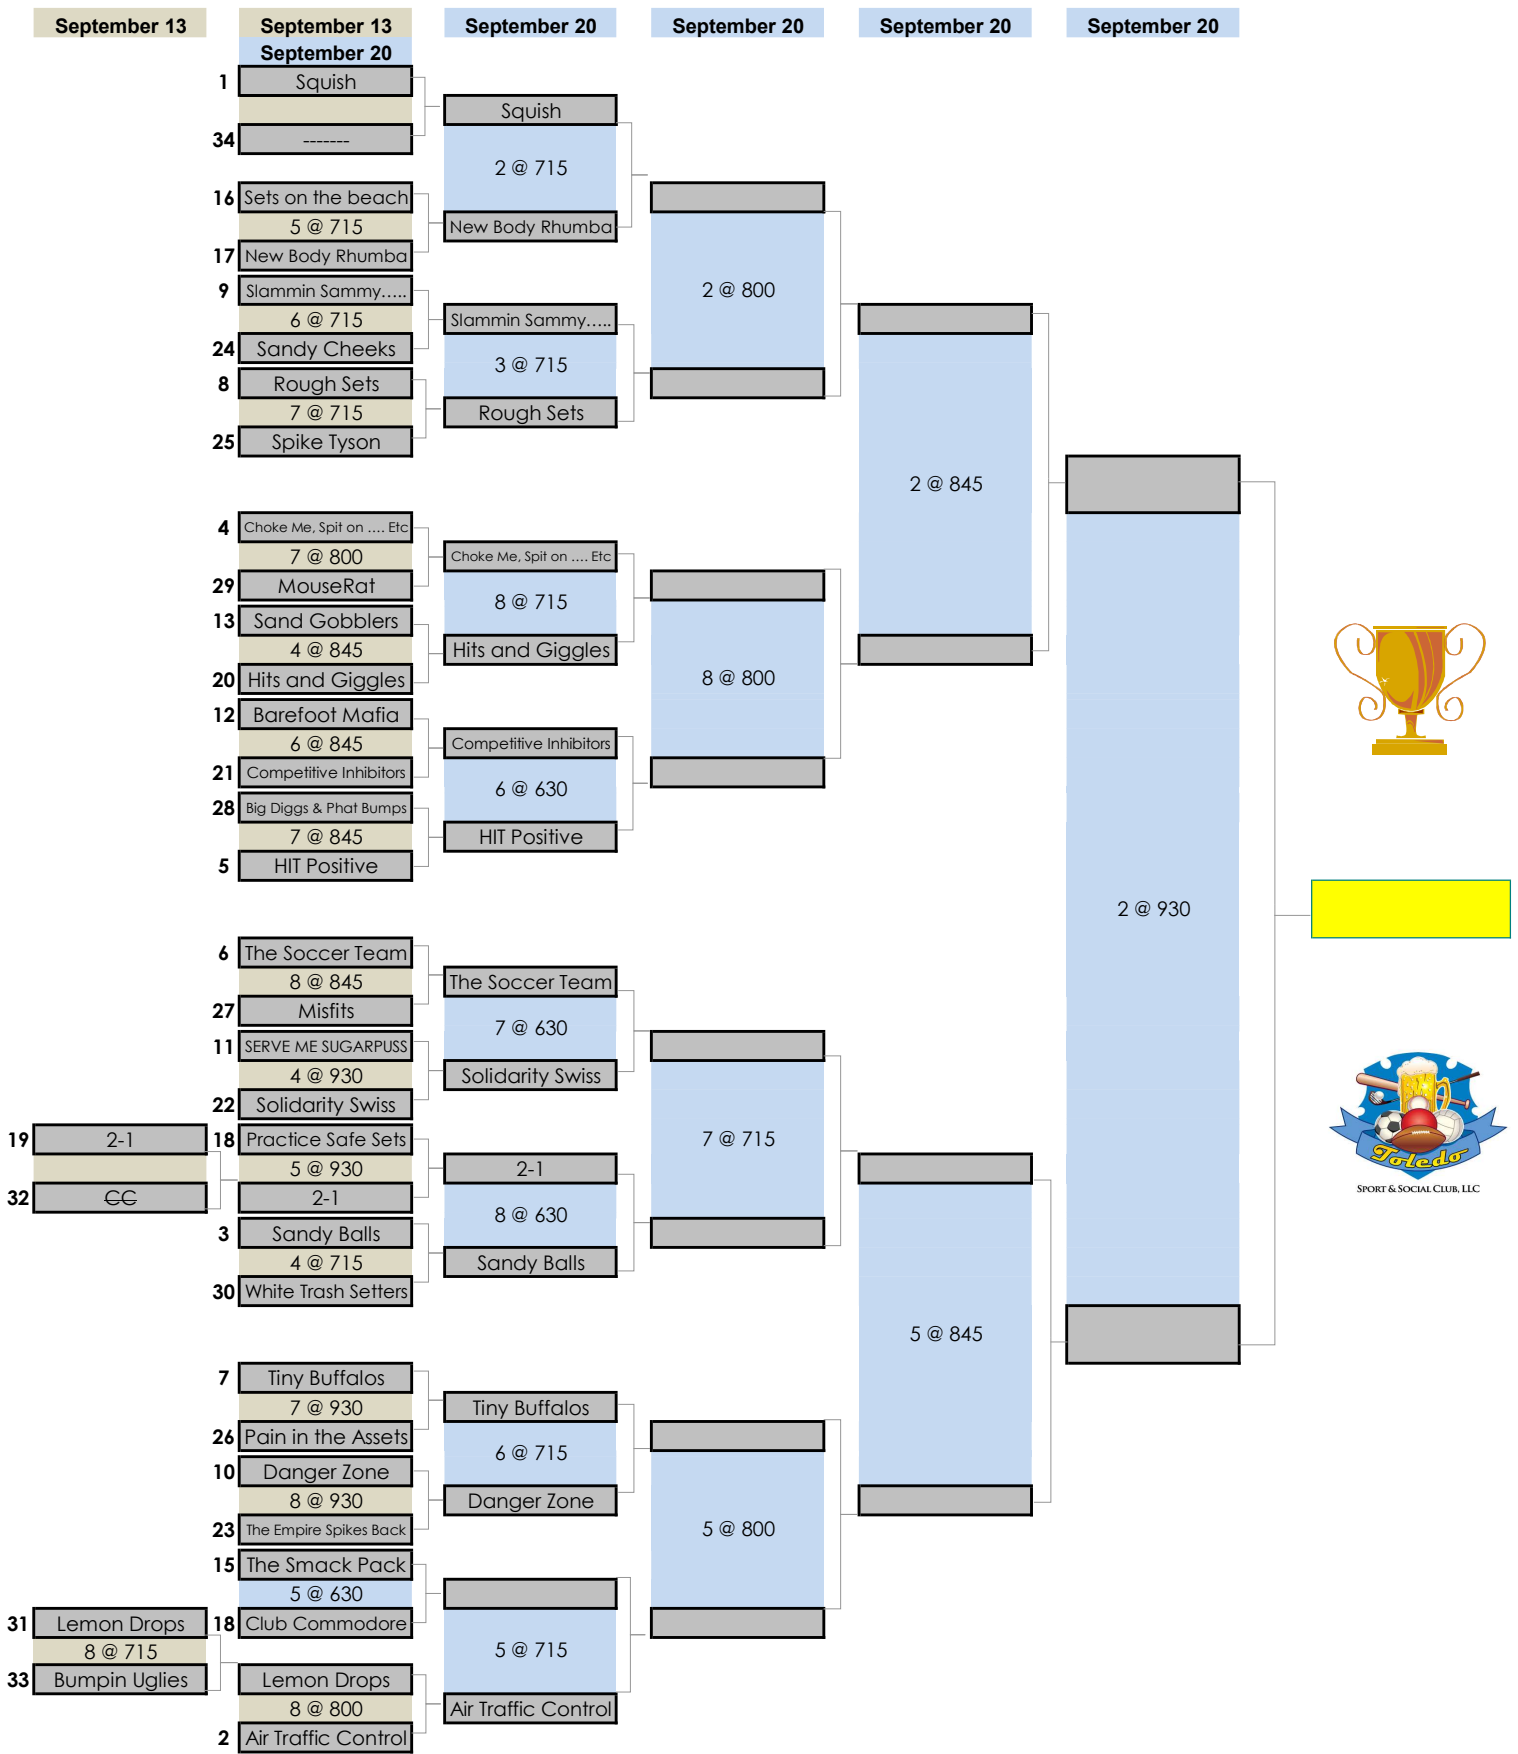 September 13
September 13
September 20
September 20
September 20
September 20
September 20
1 Squish
34 -------
16 Sets on the beach
5 @ 715
17 New Body Rhumba
9 Slammin Sammy.....
6 @ 715
24 Sandy Cheeks
8 Rough Sets
7 @ 715
25 Spike Tyson
4 Choke Me, Spit on .... Etc
7 @ 800
29 MouseRat
13 Sand Gobblers
4 @ 845
20 Hits and Giggles
12 Barefoot Mafia
6 @ 845
21 Competitive Inhibitors
28 Big Diggs & Phat Bumps
7 @ 845
5 HIT Positive
6 The Soccer Team
8 @ 845
27 Misfits
11 SERVE ME SUGARPUSS
4 @ 930
22 Solidarity Swiss
19 2-1
32 CC
18 Practice Safe Sets
5 @ 930
2-1
3 Sandy Balls
4 @ 715
30 White Trash Setters
7 Tiny Buffalos
7 @ 930
26 Pain in the Assets
10 Danger Zone
8 @ 930
23 The Empire Spikes Back
15 The Smack Pack
5 @ 630
18 Club Commodore
31 Lemon Drops
8 @ 715
33 Bumpin Uglies
Lemon Drops
8 @ 800
2 Air Traffic Control
Squish
2 @ 715
New Body Rhumba
Slammin Sammy.....
3 @ 715
Rough Sets
Choke Me, Spit on .... Etc
8 @ 715
Hits and Giggles
Competitive Inhibitors
6 @ 630
HIT Positive
The Soccer Team
7 @ 630
Solidarity Swiss
2-1
8 @ 630
Sandy Balls
Tiny Buffalos
6 @ 715
Danger Zone
5 @ 715
Air Traffic Control
2 @ 800
8 @ 800
7 @ 715
5 @ 800
2 @ 845
5 @ 845
2 @ 930
Toledo
SPORT & SOCIAL CLUB, LLC